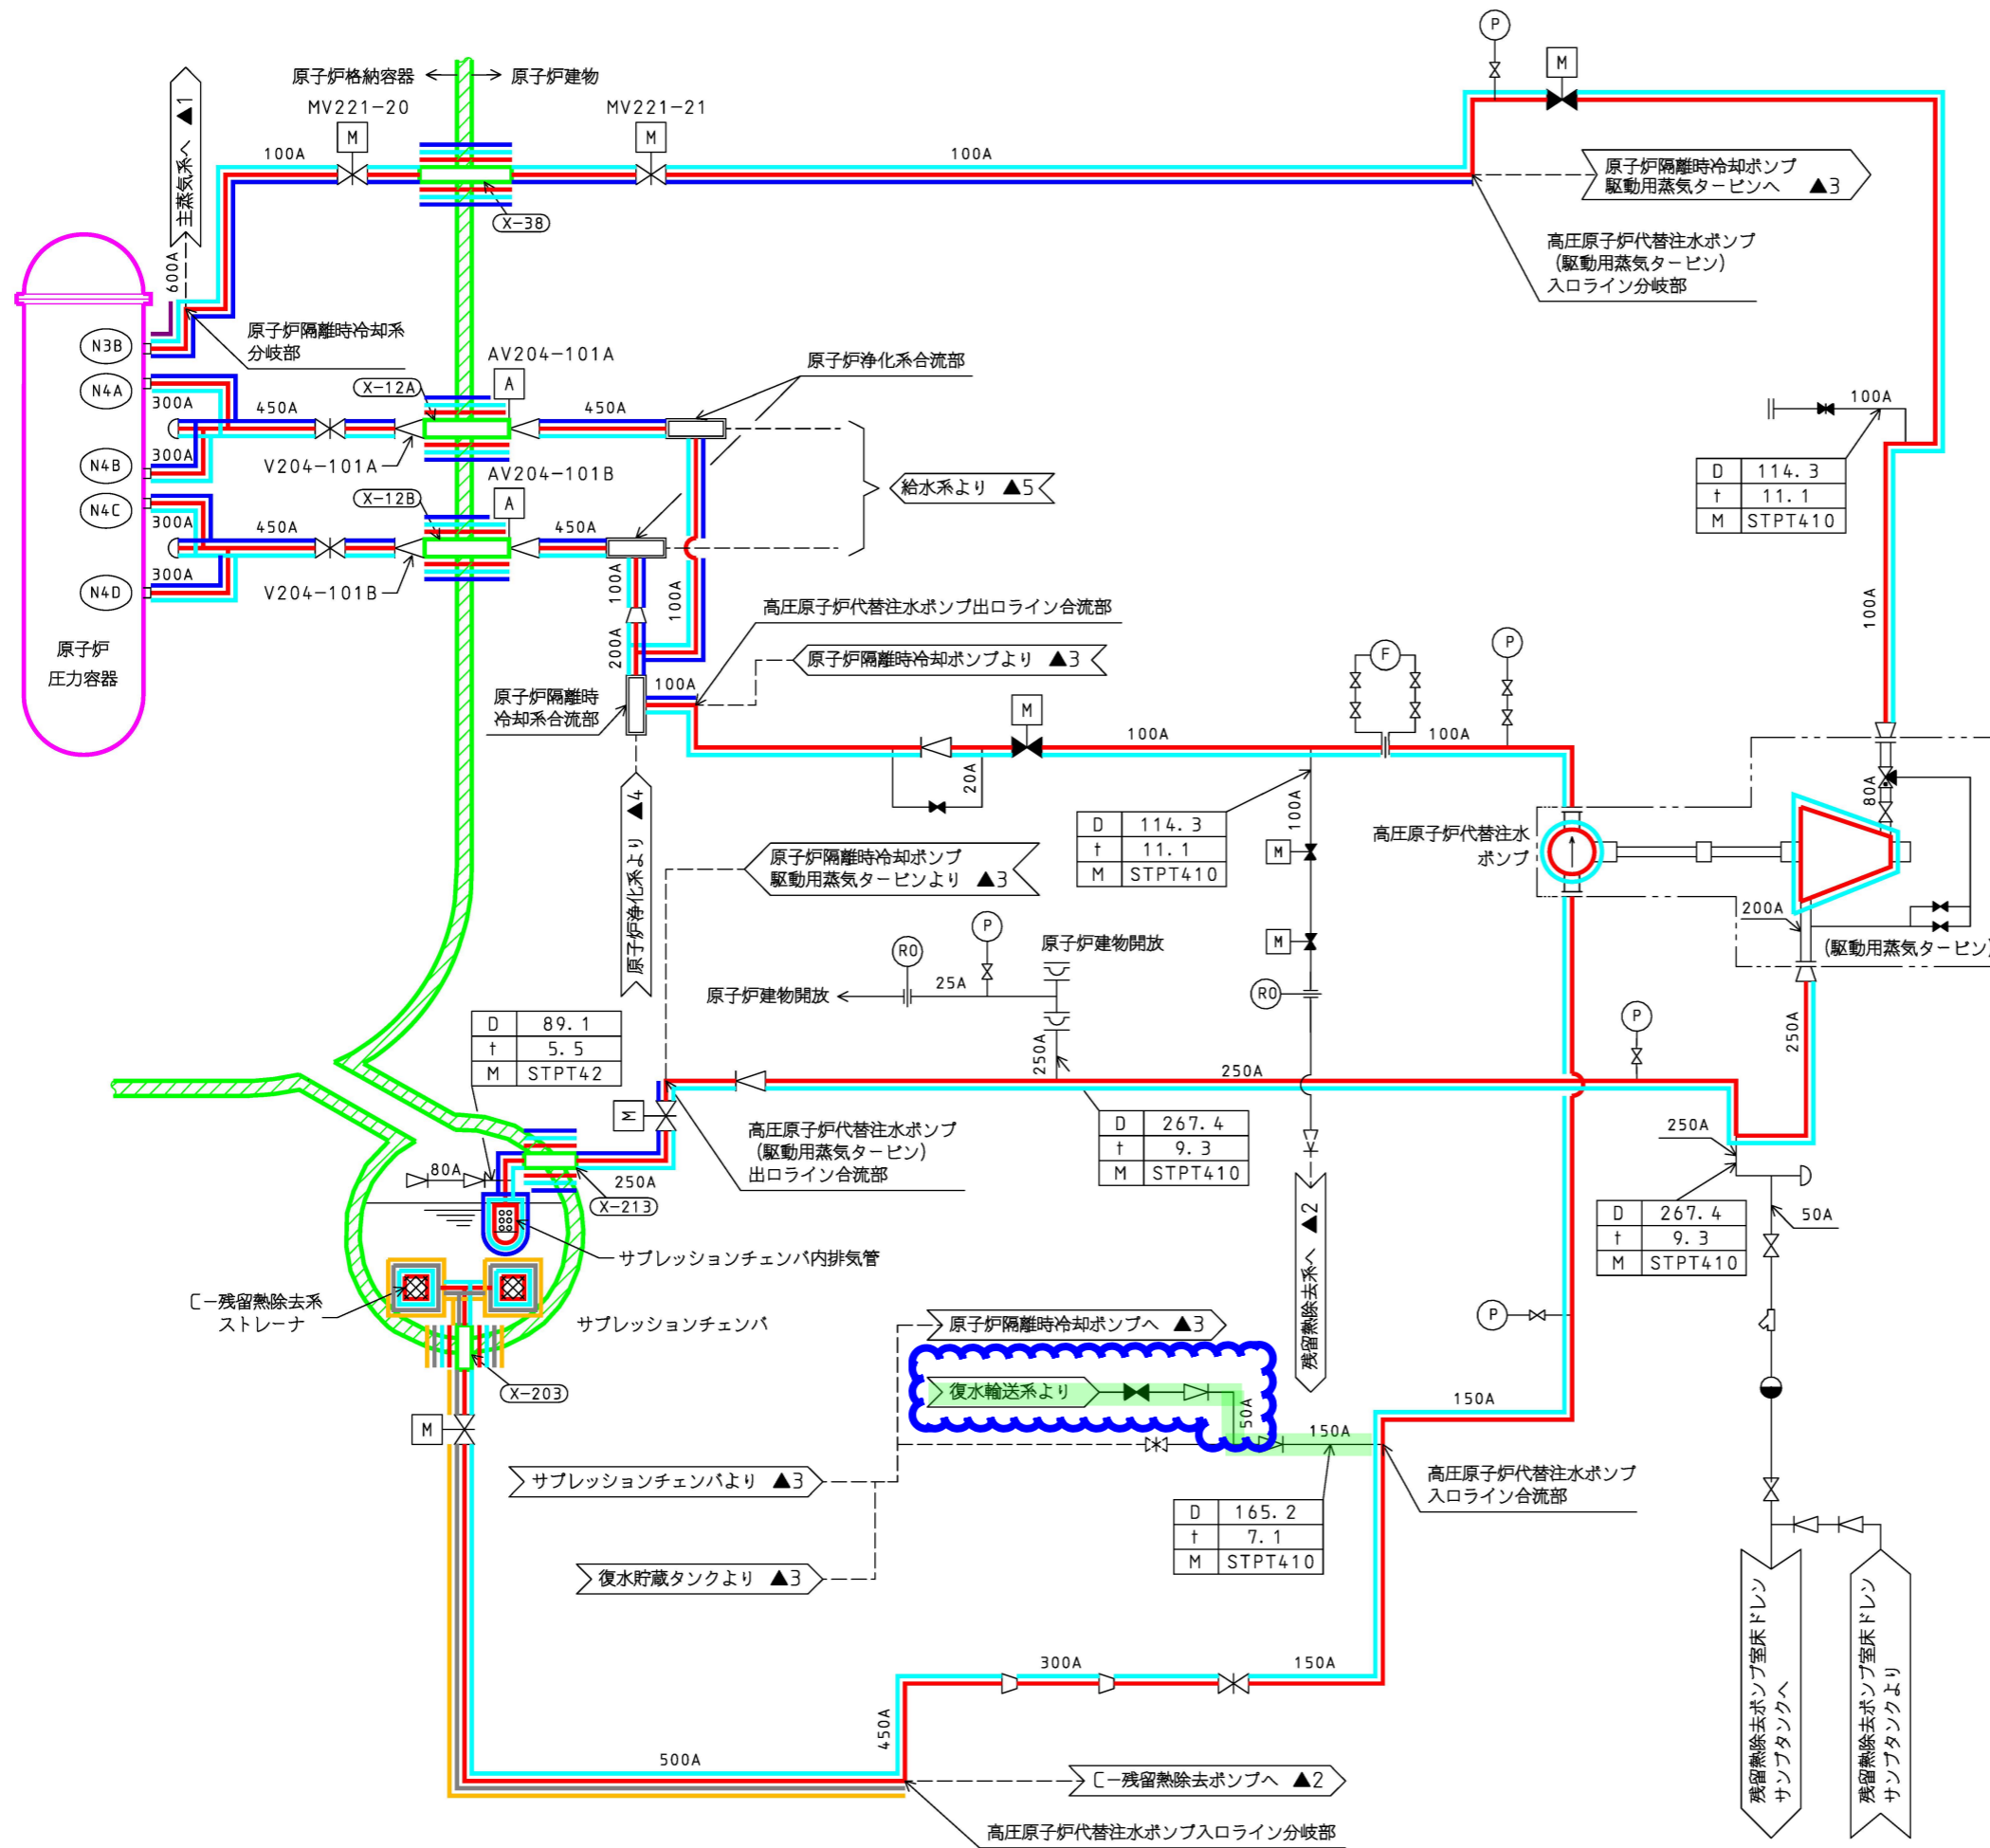 P
M
原子炉格納容器
原子炉建物
MV221-20
MV221-21
M
M
主蒸気系へ ▲1
100A
100A
原子炉隔離時冷却ポンプ
駆動用蒸気タービンへ ▲3
X-38
高圧原子炉代替注水ポンプ
(駆動用蒸気タービン)
入口ライン分岐部
600A
原子炉隔離時冷却系
分岐部
N3B
N4A
300A
AV204-101A
原子炉浄化系合流部
X-12A
A
450A
450A
100A
N4B
300A
V204-101A
AV204-101B
D 114.3
t 11.1
M STPT410
給水系より ▲5
X-12B
A
N4C
300A
450A
450A
N4D
300A
V204-101B
100A
100A
高圧原子炉代替注水ポンプ出口ライン合流部
100A
原子炉
圧力容器
200A
原子炉隔離時冷却ポンプより ▲3
F
P
100A
原子炉隔離時
冷却系合流部
M
100A
100A
20A
100A
80A
原子炉浄化系より ▲4
D 114.3
t 11.1
M STPT410
高圧原子炉代替注水
ポンプ
M
原子炉隔離時冷却ポンプ
駆動用蒸気タービンより ▲3
200A
(駆動用蒸気タービン)
P
RO
原子炉建物開放
M
原子炉建物開放
25A
RO
P
D 89.1
t 5.5
M STPT42
250A
250A
250A
M
D 267.4
t 9.3
M STPT410
高圧原子炉代替注水ポンプ
(駆動用蒸気タービン)
出口ライン合流部
250A
80A
250A
X-213
D 267.4
t 9.3
M STPT410
50A
サプレッションチェンバ内排気管
残留熱除去系へ ▲2
C-残留熱除去系
ストレーナ
サプレッションチェンバ
原子炉隔離時冷却ポンプへ ▲3
P
X-203
復水輸送系より
50A
150A
M
150A
サプレッションチェンバより ▲3
高圧原子炉代替注水ポンプ
入口ライン合流部
D 165.2
t 7.1
M STPT410
復水貯蔵タンクより ▲3
残留熱除去ポンプ室床ドレン
サンプタンクへ
残留熱除去ポンプ室床ドレン
サンプタンクより
300A
150A
450A
500A
C-残留熱除去ポンプへ ▲2
高圧原子炉代替注水ポンプ入口ライン分岐部